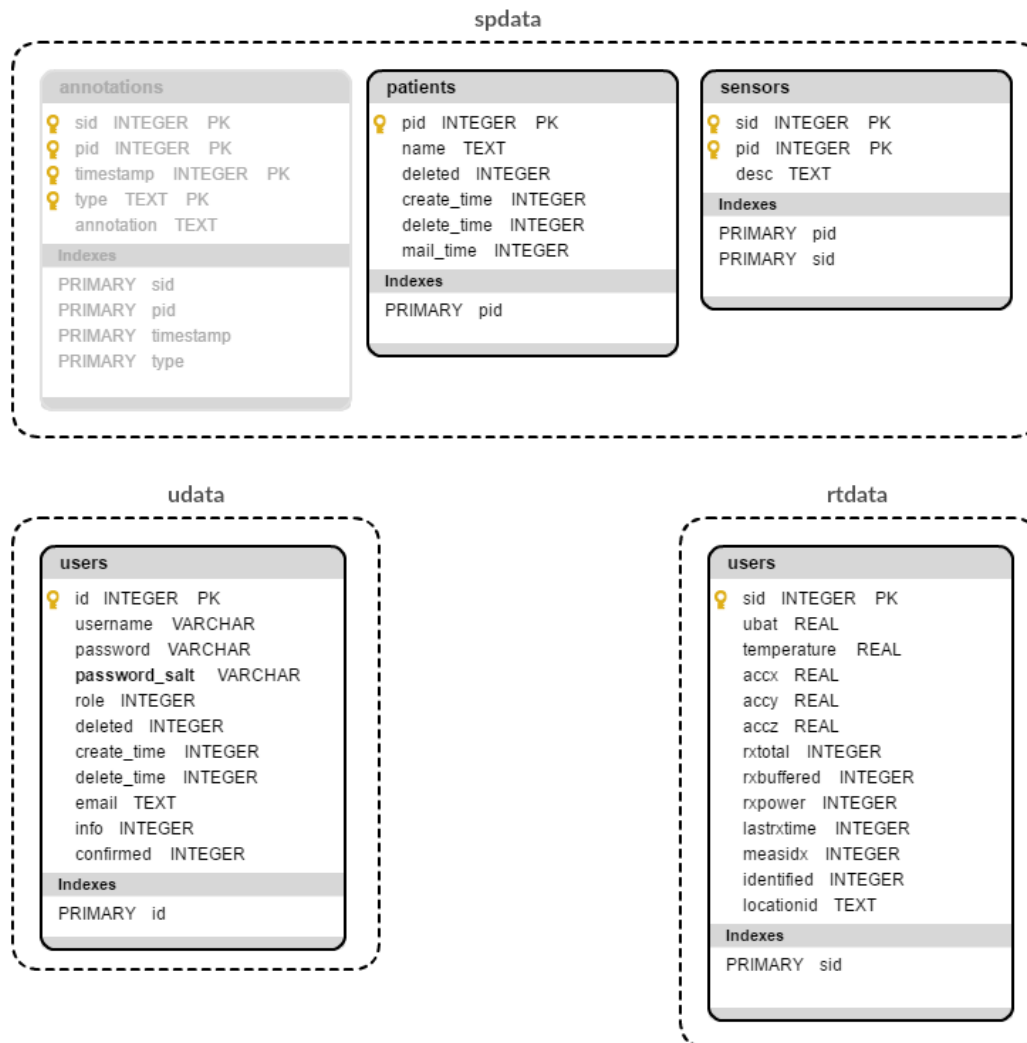 spdata
annotations
sid INTEGER PK
pid INTEGER PK
timestamp INTEGER PK
type TEXT PK
annotation TEXT
Indexes
PRIMARY sid
PRIMARY pid
PRIMARY timestamp
PRIMARY type
patients
pid INTEGER PK
name TEXT
deleted INTEGER
create_time INTEGER
delete_time INTEGER
mail_time INTEGER
Indexes
PRIMARY pid
sensors
sid INTEGER PK
pid INTEGER PK
desc TEXT
Indexes
PRIMARY pid
PRIMARY sid
udata
users
id INTEGER PK
username VARCHAR
password VARCHAR
password_salt VARCHAR
role INTEGER
deleted INTEGER
create_time INTEGER
delete_time INTEGER
email TEXT
info INTEGER
confirmed INTEGER
Indexes
PRIMARY id
rtdata
users
sid INTEGER PK
ubat REAL
temperature REAL
accx REAL
accy REAL
accz REAL
rxtotal INTEGER
rxbuffered INTEGER
rxpower INTEGER
lastrxtime INTEGER
measidx INTEGER
identified INTEGER
locationid TEXT
Indexes
PRIMARY sid